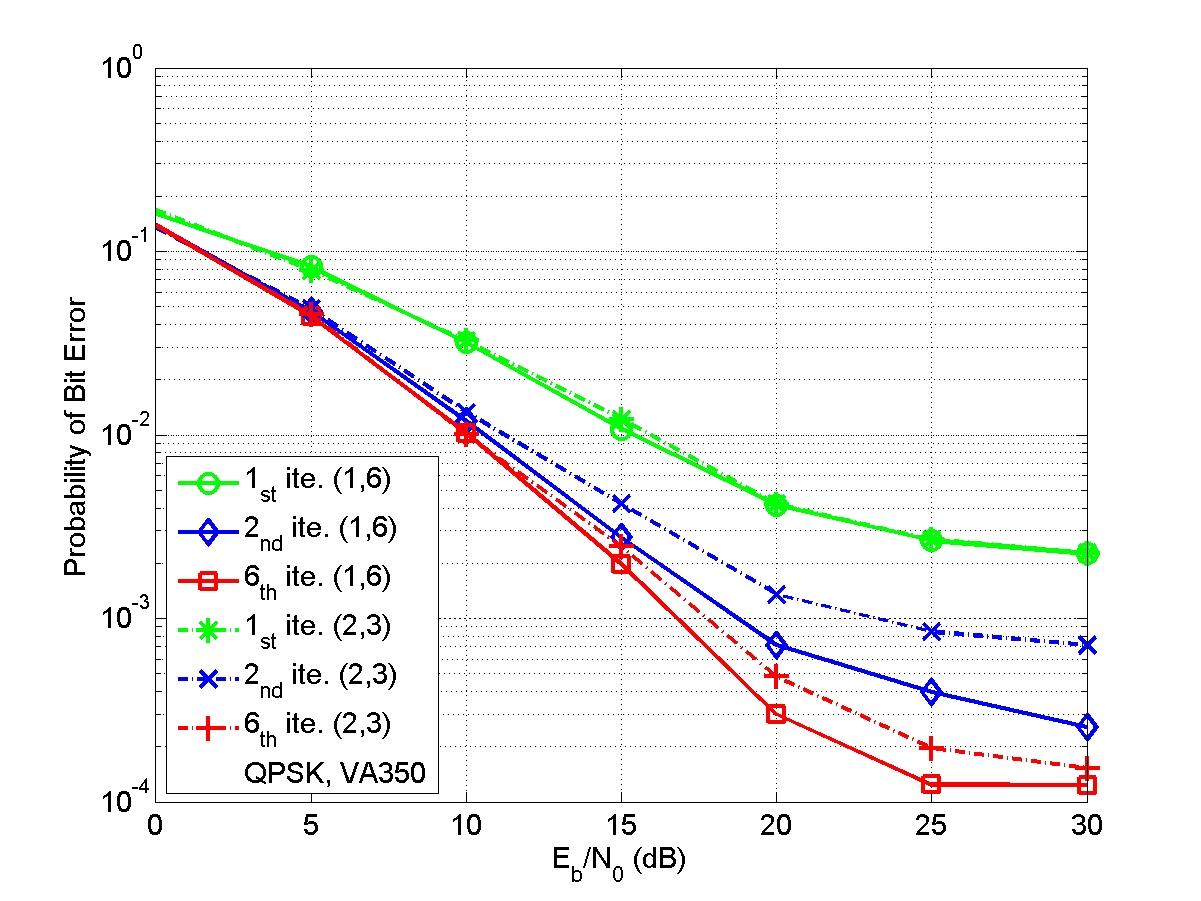 10^0
10^-1
10^-2
10^-3
10^-4
Probability of Bit Error
1_st ite. (1,6)
2_nd ite. (1,6)
6_th ite. (1,6)
1_st ite. (2,3)
2_nd ite. (2,3)
6_th ite. (2,3)
QPSK, VA350
0 5 10 15 20 25 30
E_b/N_0 (dB)